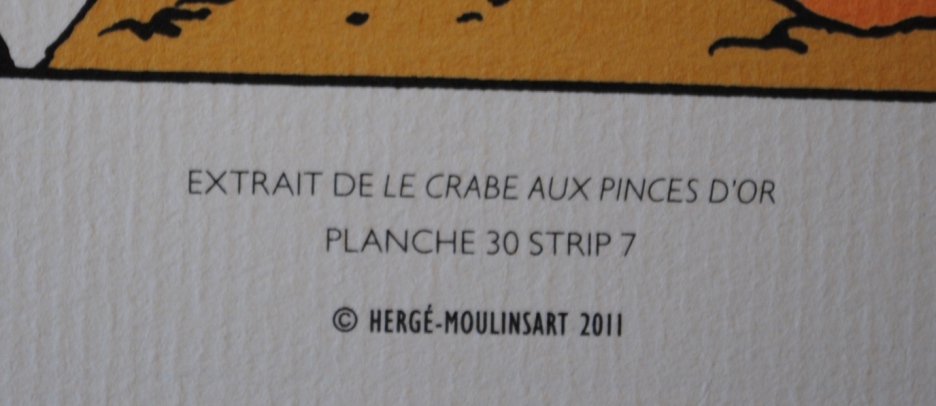 EXTRAIT DE LE CRABE AUX PINCES D'OR
PLANCHE 30 STRIP 7
© HERGÉ-MOULINSART 2011